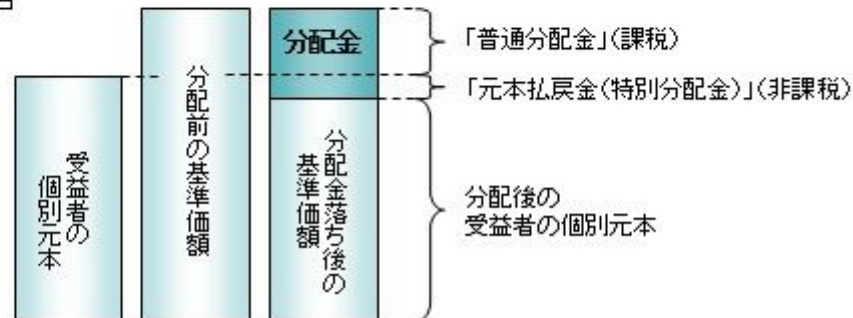 受益者の
個別元本
分配前の基準価額
分配金
分配金落ち後の
基準価額
「普通分配金」(課税)
「元本払戻金(特別分配金)」(非課税)
分配後の
受益者の個別元本